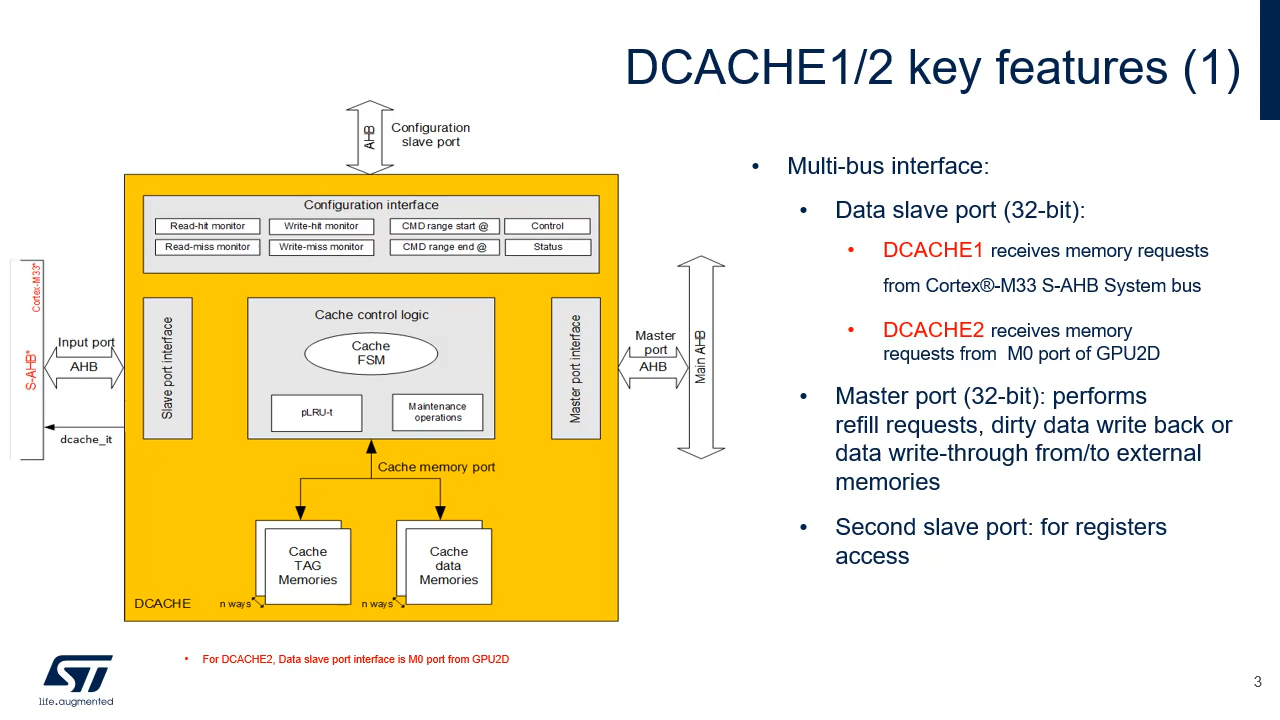 DCACHE1/2 key features (1)
AHB
Configuration
slave port
Configuration interface
Read-hit monitor
Write-hit monitor
CMD range start @
Control
Read-miss monitor
Write-miss monitor
CMD range end @
Status
Cortex-M33*
S-AHB*
Input port
AHB
dcache_it
Slave port interface
Cache control logic
Cache
FSM
pLRU-t
Maintenance
operations
Master port interface
Master
port
AHB
Main AHB
Cache memory port
Cache
TAG
Memories
Cache
data
Memories
n ways
n ways
DCACHE
• Multi-bus interface:
• Data slave port (32-bit):
• DCACHE1 receives memory requests
from Cortex®-M33 S-AHB System bus
• DCACHE2 receives memory
requests from M0 port of GPU2D
• Master port (32-bit): performs
refill requests, dirty data write back or
data write-through from/to external
memories
• Second slave port: for registers
access
• For DCACHE2, Data slave port interface is M0 port from GPU2D
ST
life.augmented
3